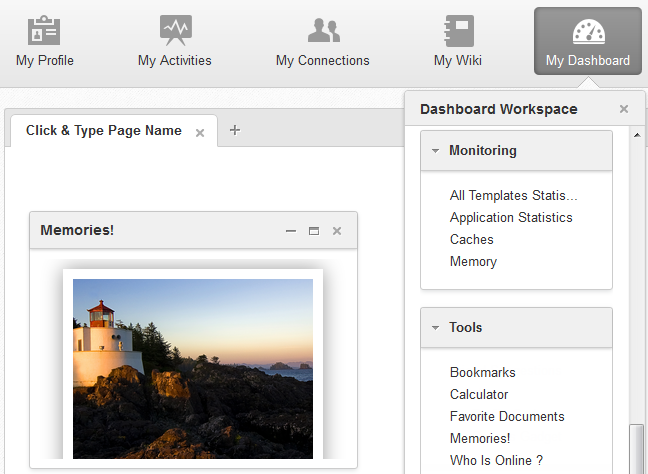 My Profile
My Activities
My Connections
My Wiki
My Dashboard
Dashboard Workspace
Click & Type Page Name
Monitoring
All Templates Statis...
Application Statistics
Caches
Memory
Memories!
Tools
Bookmarks
Calculator
Favorite Documents
Memories!
Who Is Online ?